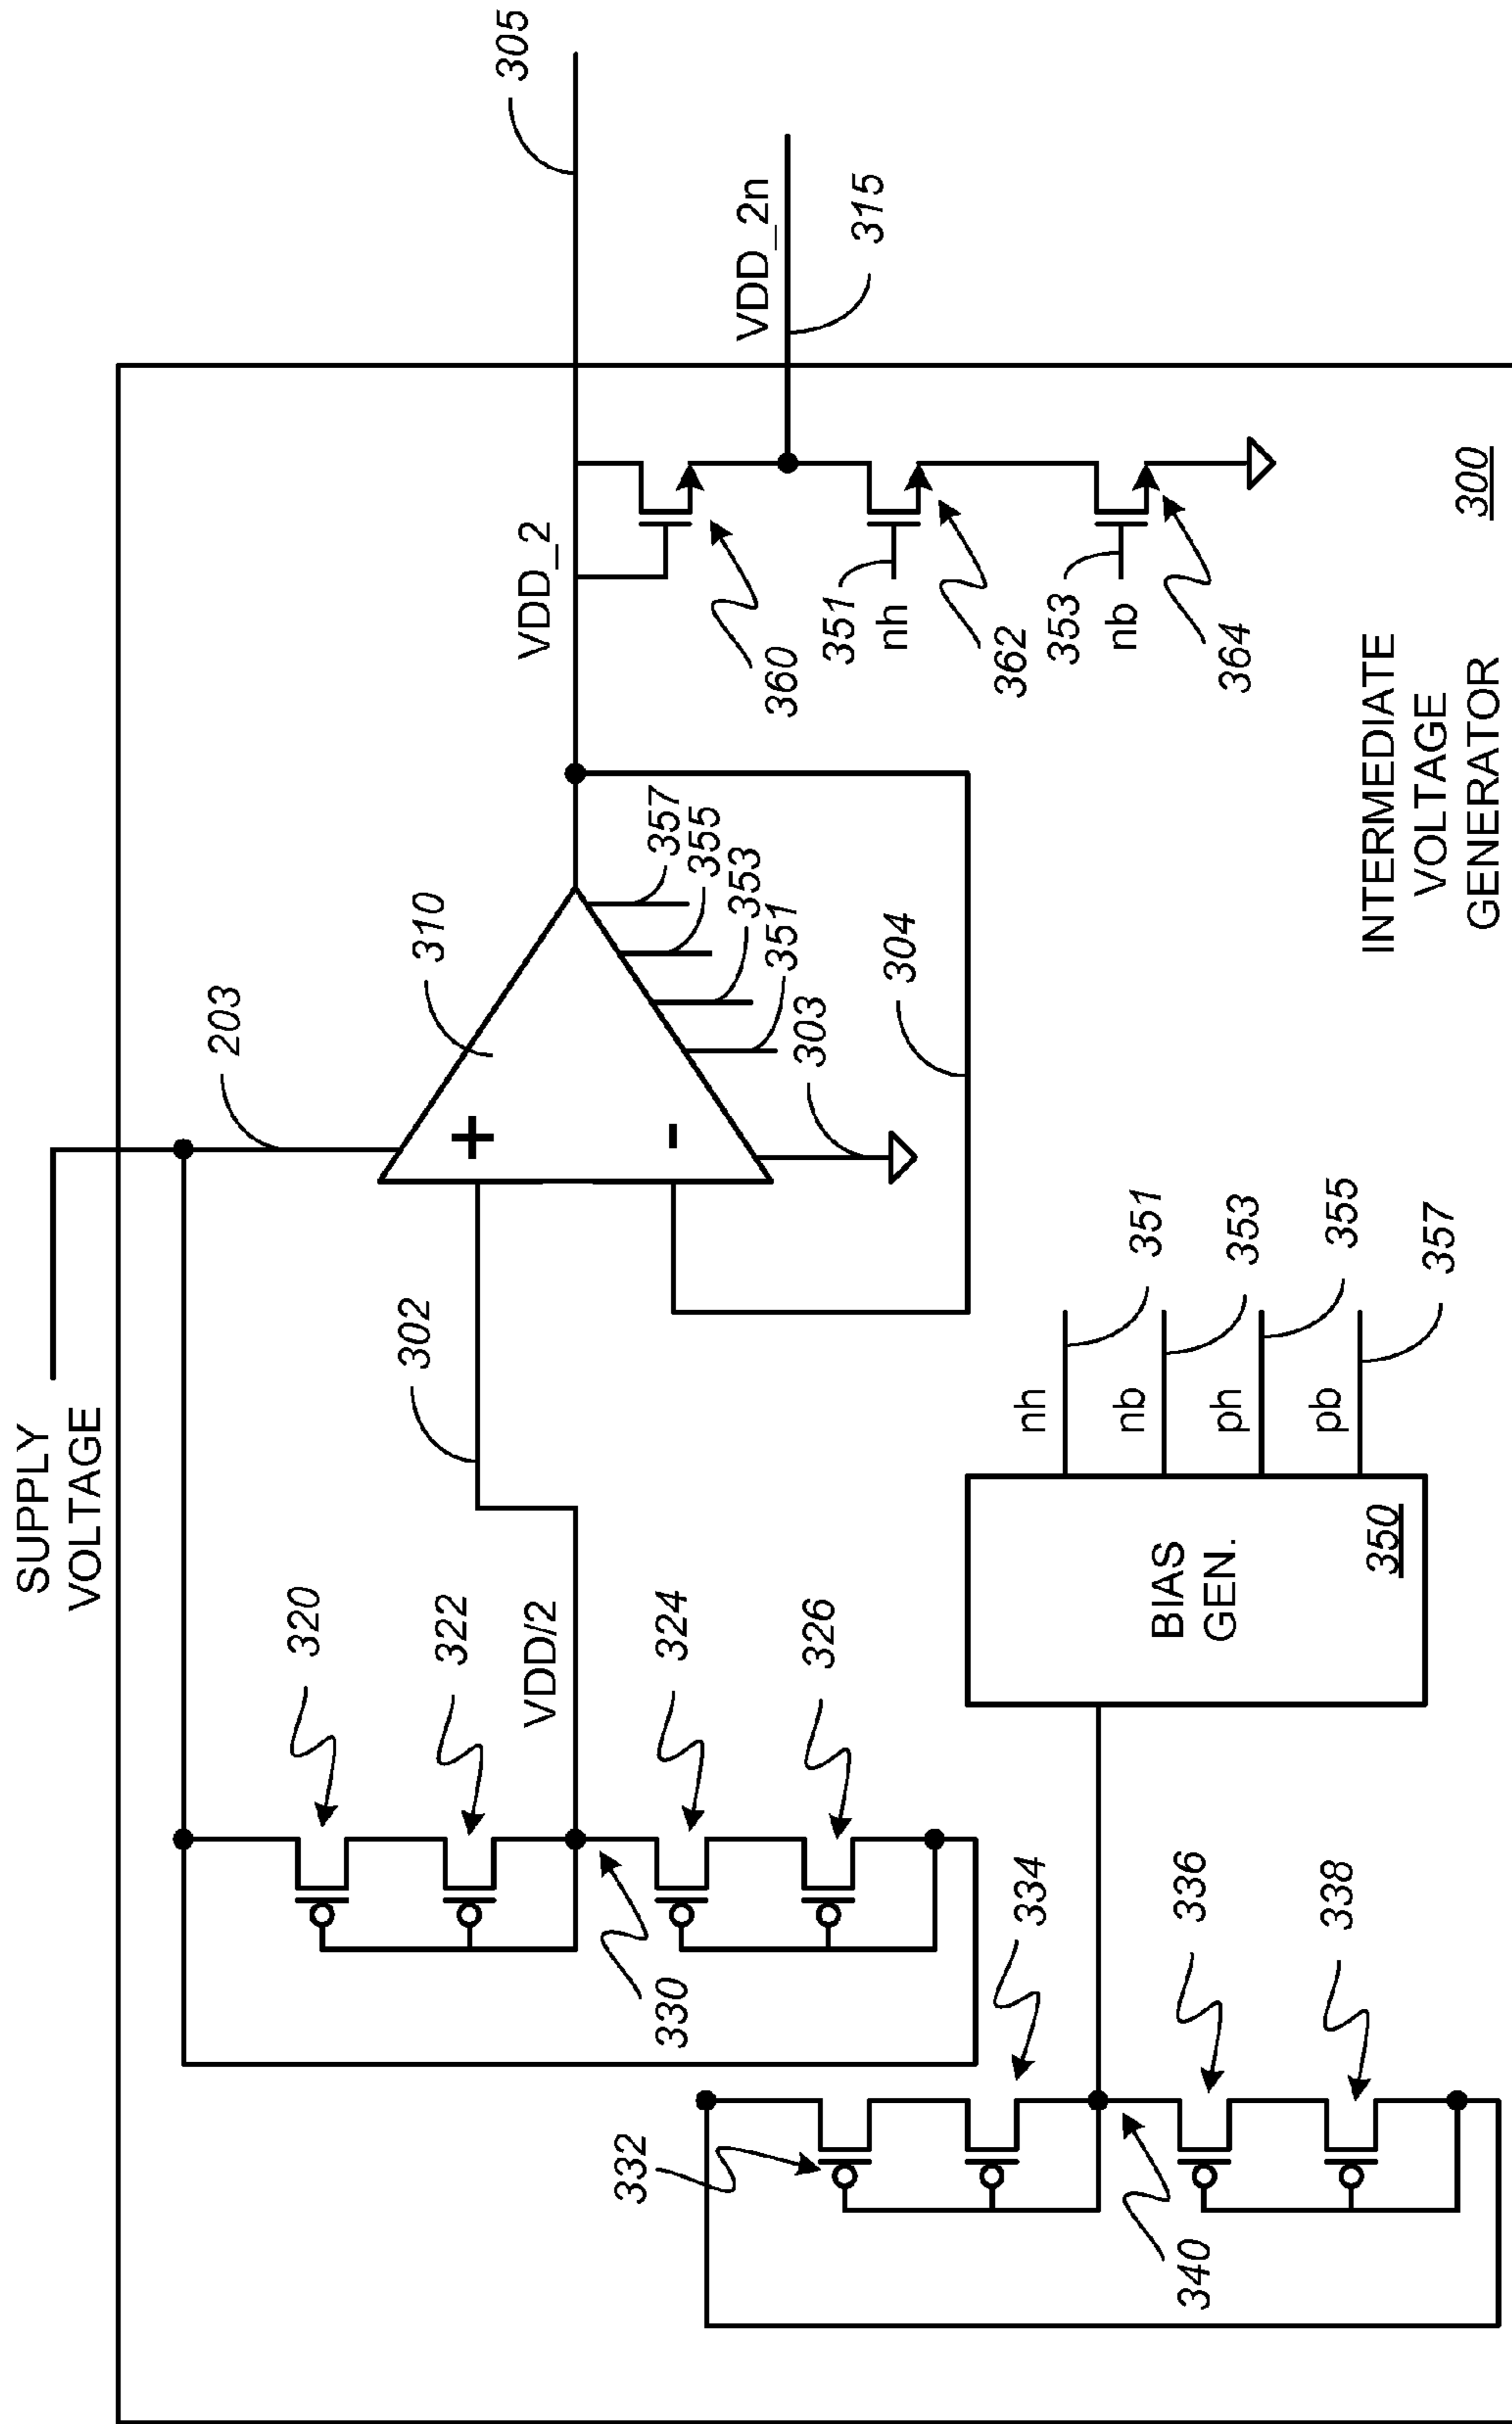 SUPPLY
VOLTAGE
203
302
310
305
VDD_2
320
322
VDD/2
324
326
330
VDD_2n
315
360
351
nh
362
353
nb
364
357
355
353
351
303
304
332
334
336
338
340
BIAS
GEN.
350
nh
351
nb
353
ph
355
pb
357
INTERMEDIATE
VOLTAGE
GENERATOR
300
+
-